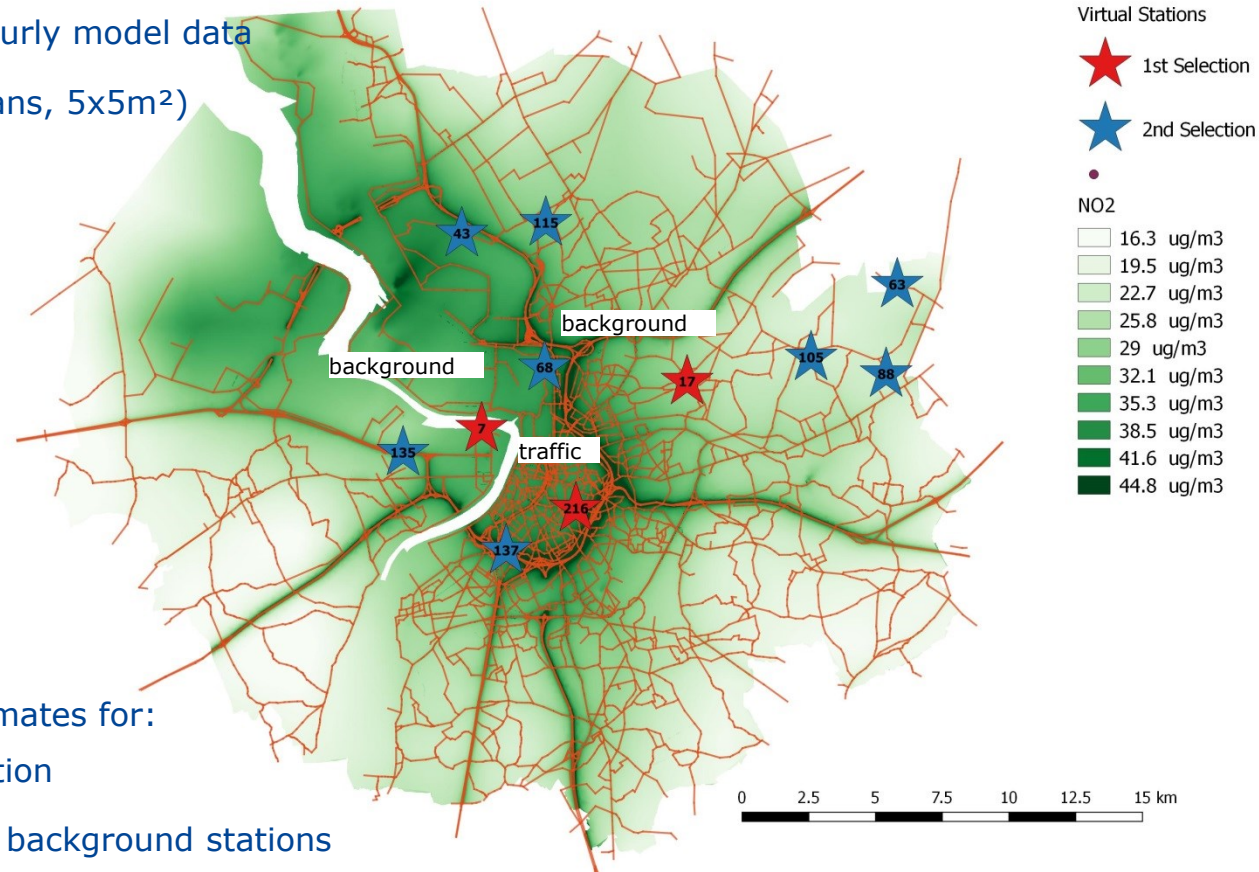 urly model data
ans, 5x5m²)
Virtual Stations
1st Selection
2nd Selection
NO2
16.3 ug/m3
19.5 ug/m3
22.7 ug/m3
25.8 ug/m3
29 ug/m3
32.1 ug/m3
35.3 ug/m3
38.5 ug/m3
41.6 ug/m3
44.8 ug/m3
43
115
63
background
background
68
105
88
17
7
135
traffic
216
137
mates for:
tion
background stations
0 2.5 5 7.5 10 12.5 15 km